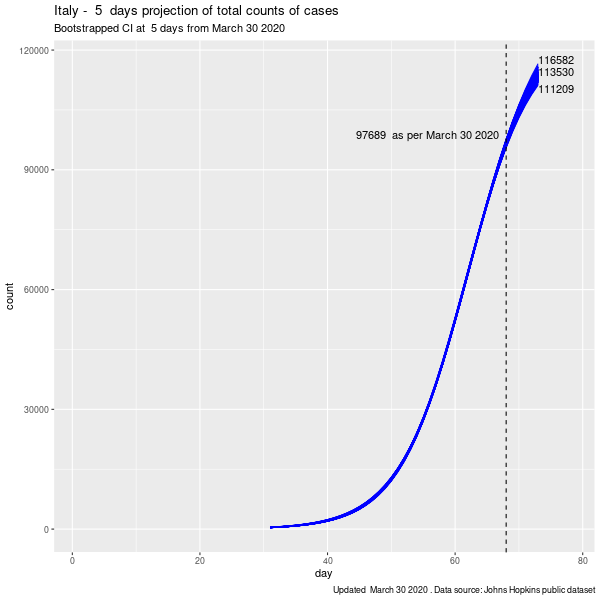 Italy -  5  days projection of total counts of cases
Bootstrapped CI at  5 days from March 30 2020
120000
116582
113530
111209
97689  as per March 30 2020
90000
60000
count
30000
0
0 20 40 60 80
day
Updated  March 30 2020 . Data source: Johns Hopkins public dataset